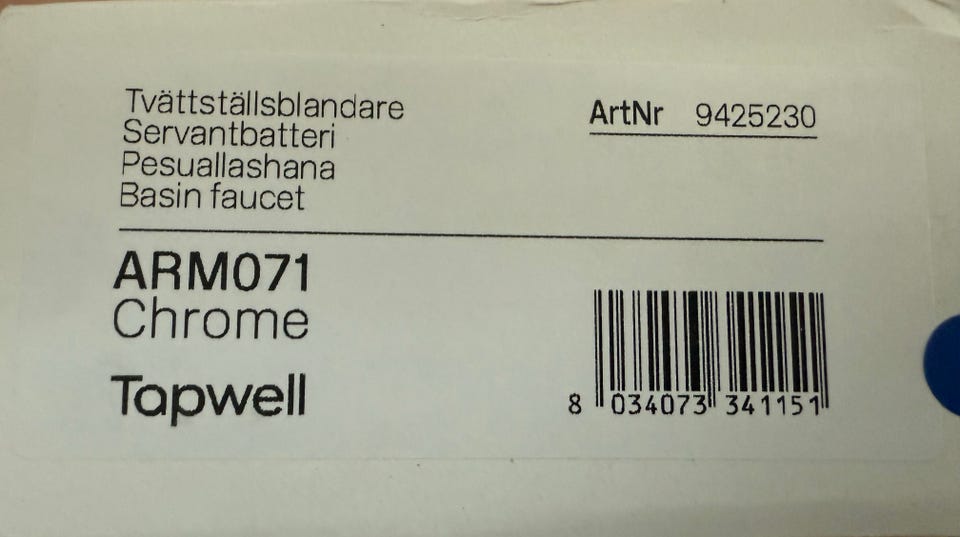 Tvättställsblandare
Servantbatteri
Pesuallashana
Basin faucet
ArtNr 9425230
ARM071
Chrome
Tapwell
8 034073 341151